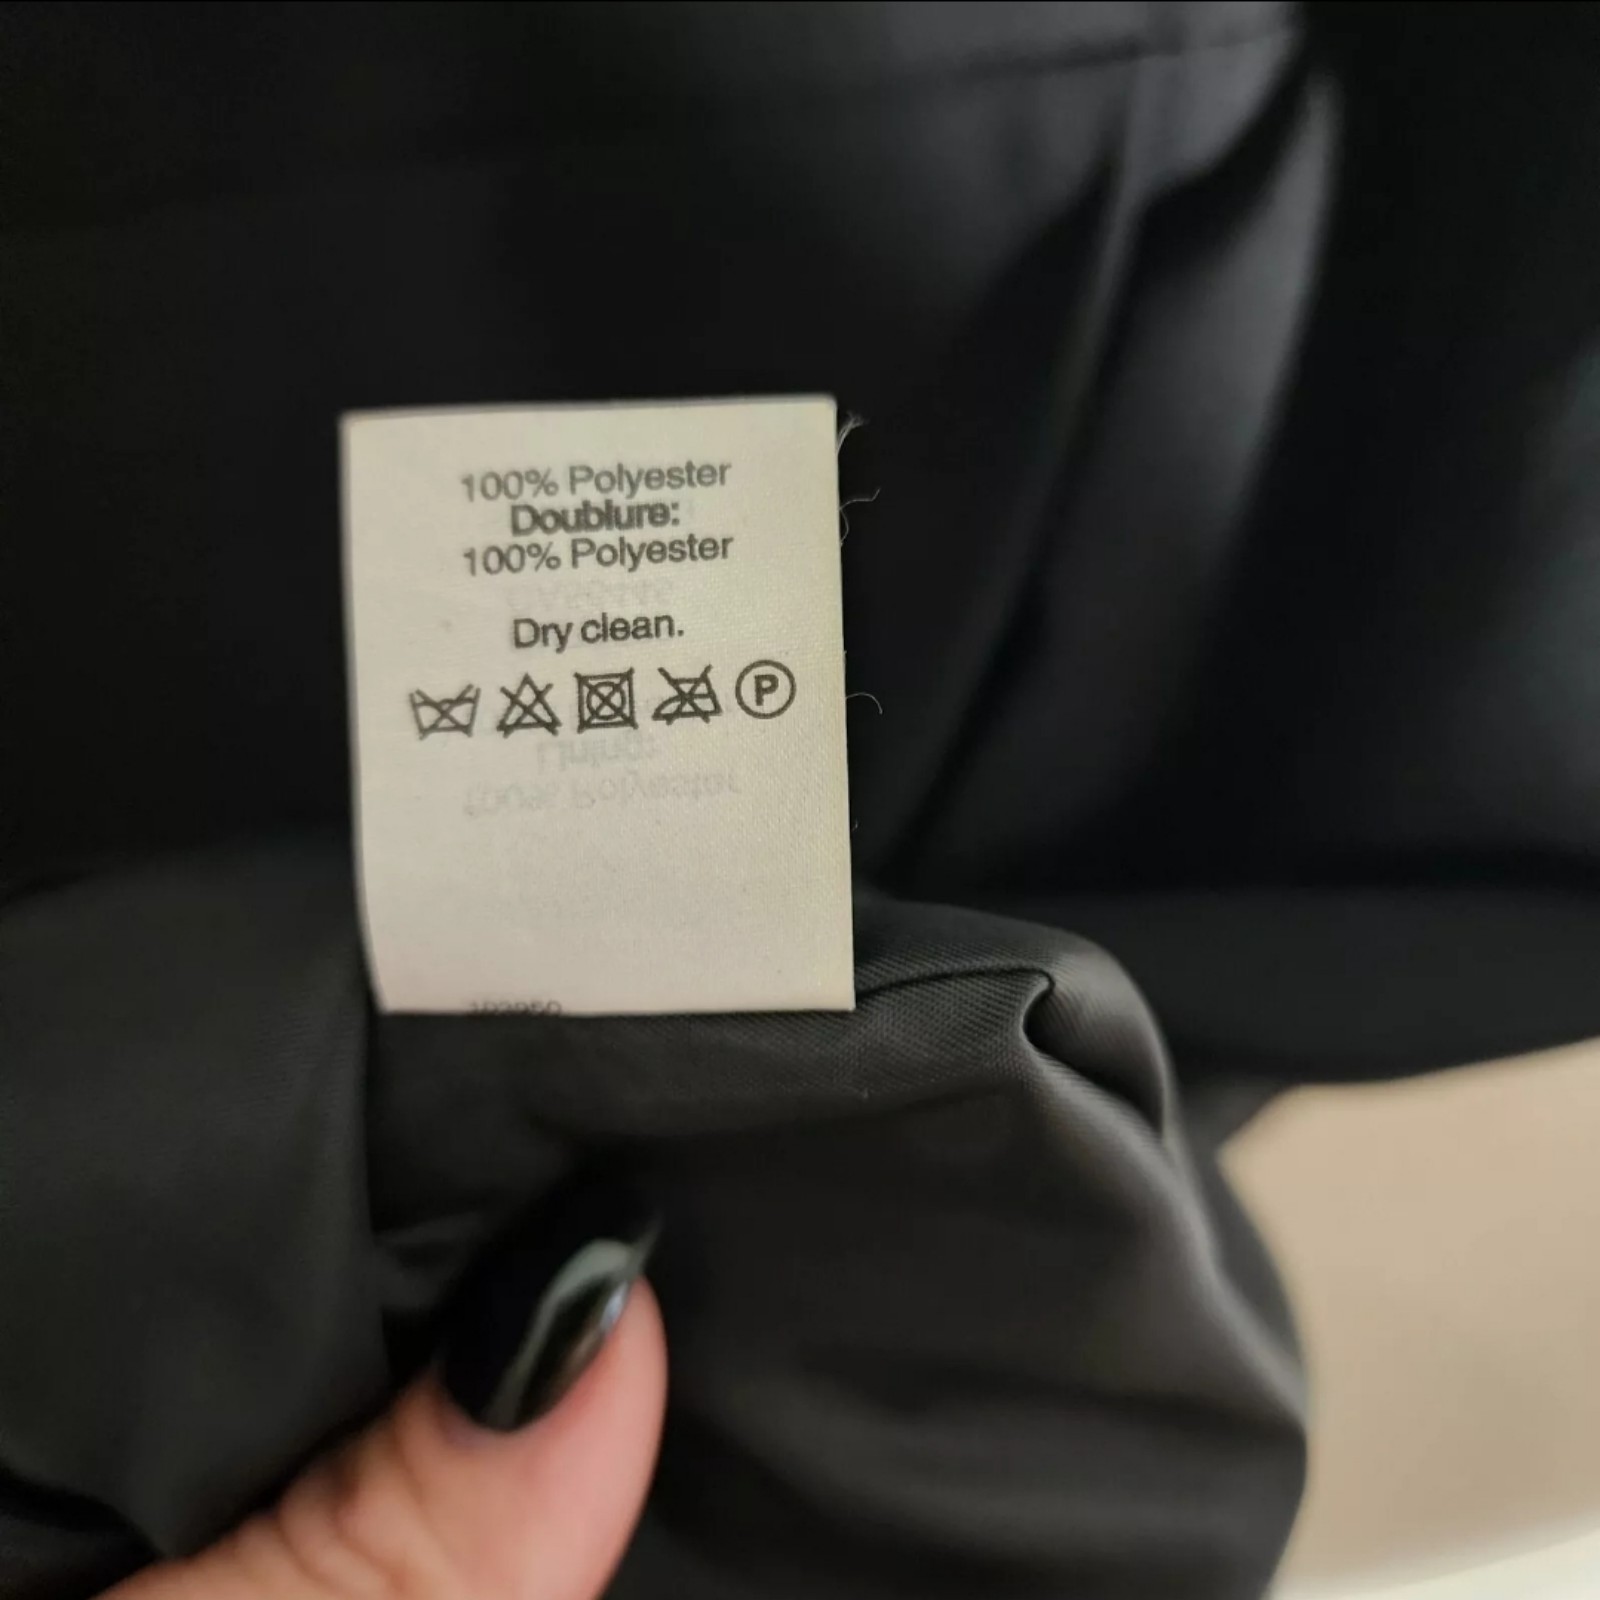 100% Polyester
Doublure:
100% Polyester
Dry clean.
P